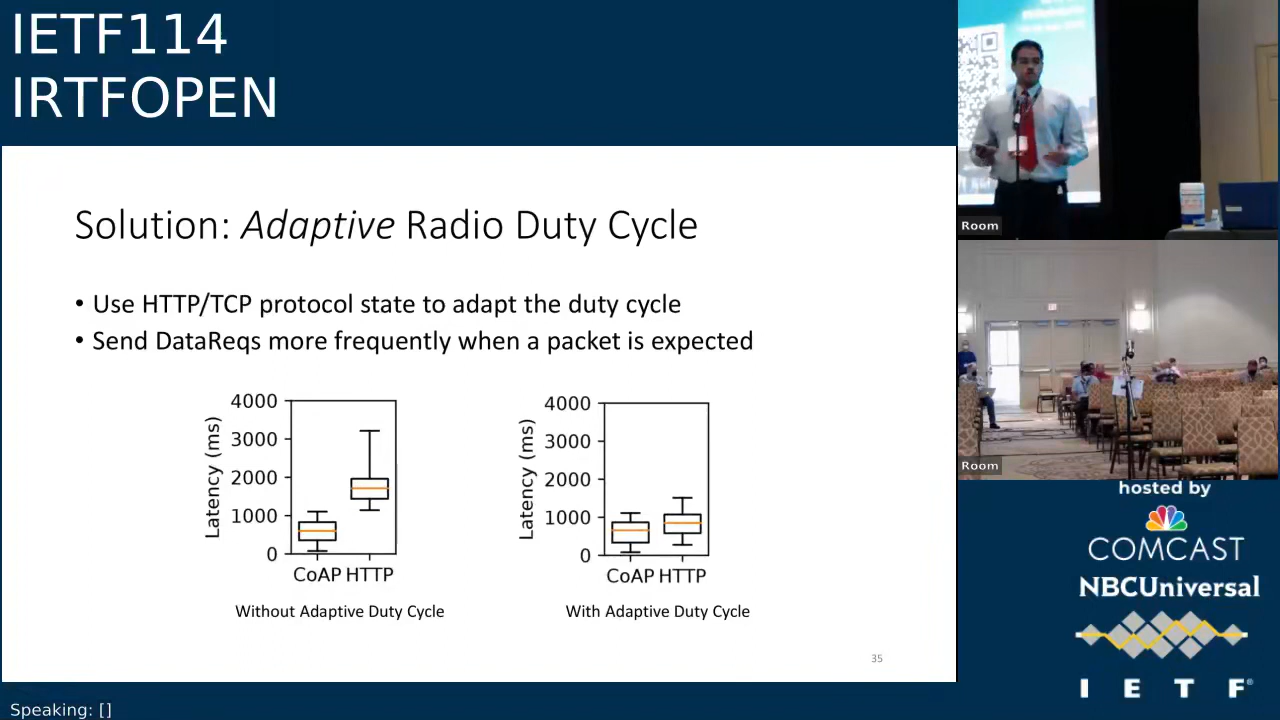 IETF114
IRTFOPEN
Solution: Adaptive Radio Duty Cycle
• Use HTTP/TCP protocol state to adapt the duty cycle
• Send DataReqs more frequently when a packet is expected
4000
3000
2000
1000
0
Latency (ms)
CoAP HTTP
Without Adaptive Duty Cycle
4000
3000
2000
1000
0
Latency (ms)
CoAP HTTP
With Adaptive Duty Cycle
35
Speaking: []
Room
Room
hosted by
COMCAST
NBCUniversal
I E T F®